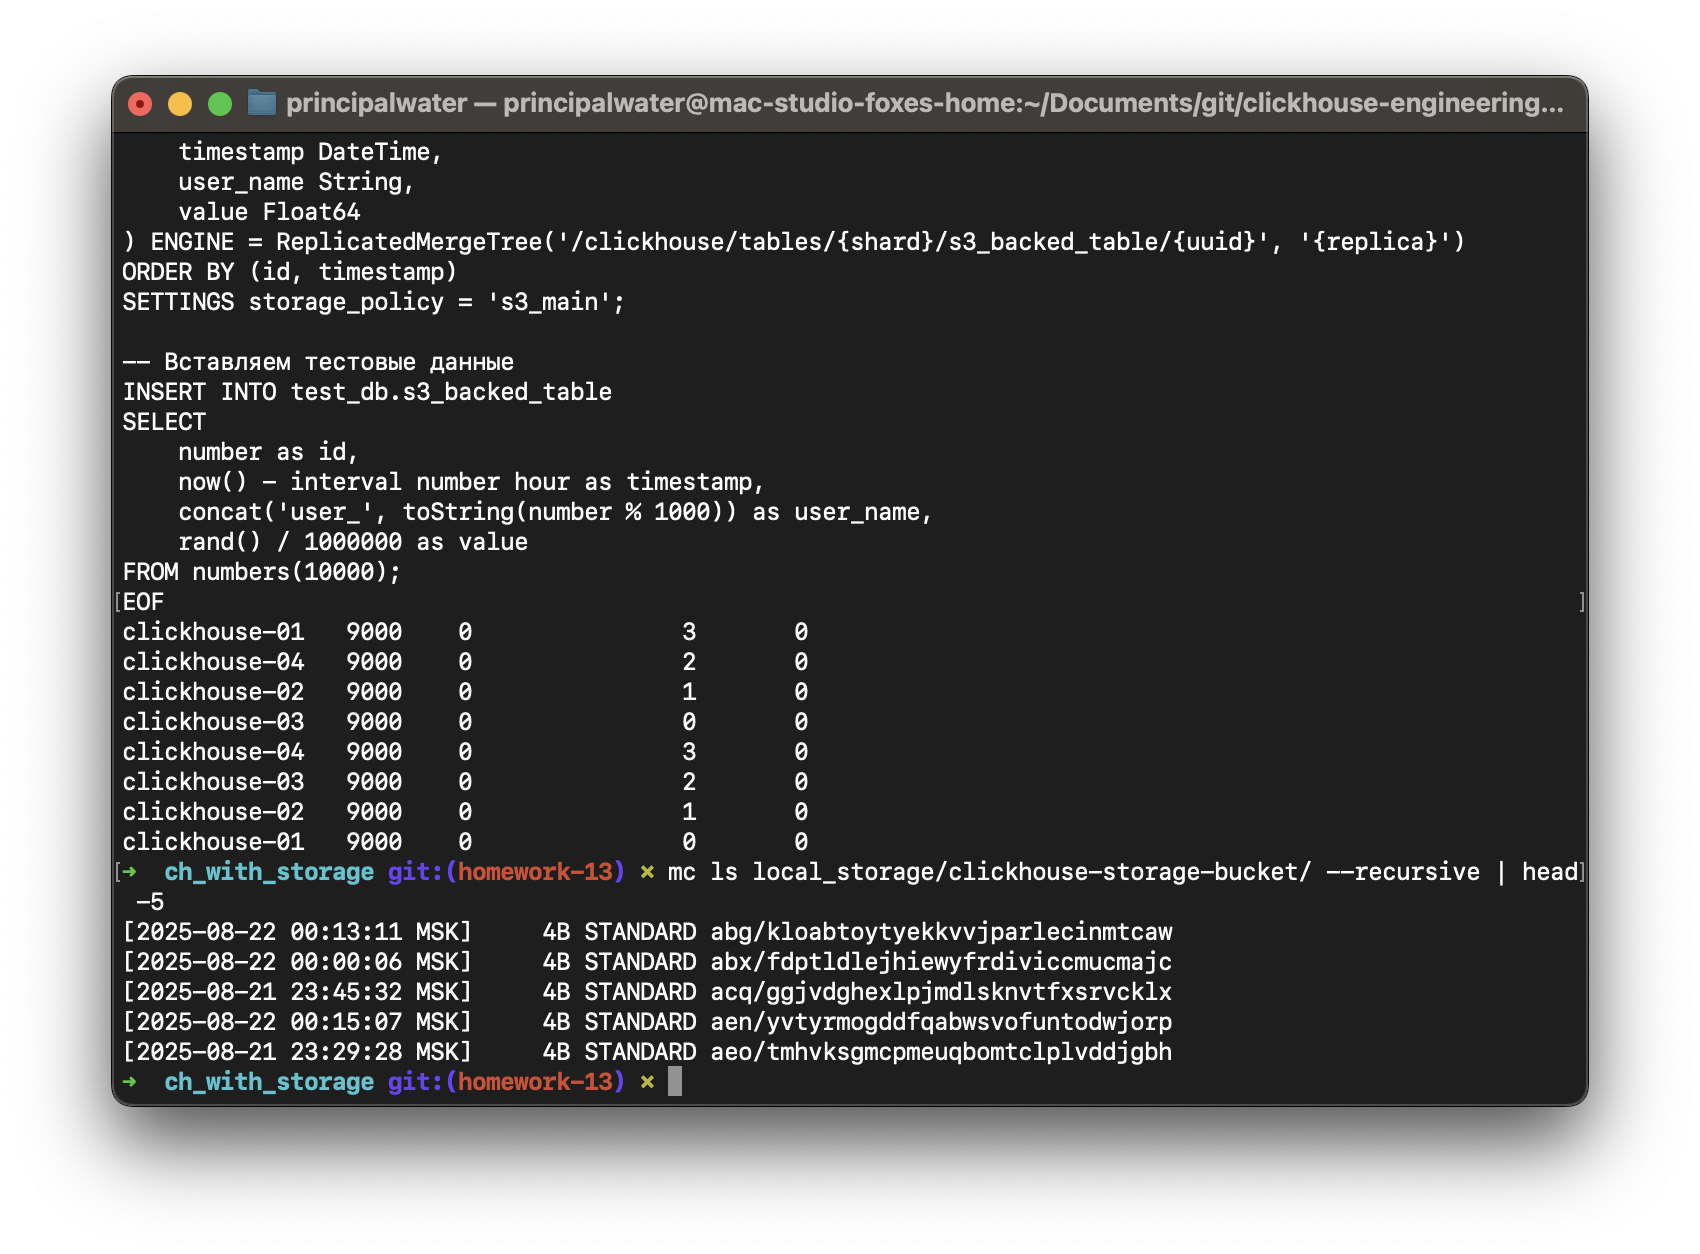 principalwater — principalwater@mac-studio-foxes-home:~/Documents/git/clickhouse-engineering...
    timestamp DateTime,
    user_name String,
    value Float64
) ENGINE = ReplicatedMergeTree('/clickhouse/tables/{shard}/s3_backed_table/{uuid}', '{replica}')
ORDER BY (id, timestamp)
SETTINGS storage_policy = 's3_main';

-- Вставляем тестовые данные
INSERT INTO test_db.s3_backed_table
SELECT
    number as id,
    now() - interval number hour as timestamp,
    concat('user_', toString(number % 1000)) as user_name,
    rand() / 1000000 as value
FROM numbers(10000);
[EOF ]
clickhouse-01   9000    0               3       0
clickhouse-04   9000    0               2       0
clickhouse-02   9000    0               1       0
clickhouse-03   9000    0               0       0
clickhouse-04   9000    0               3       0
clickhouse-03   9000    0               2       0
clickhouse-02   9000    0               1       0
clickhouse-01   9000    0               0       0
[➜  ch_with_storage git:(homework-13) ✗ mc ls local_storage/clickhouse-storage-bucket/ --recursive | head]
 -5
[2025-08-22 00:13:11 MSK]     4B STANDARD abg/kloabtoytyekkvvjparlecinmtcaw
[2025-08-22 00:00:06 MSK]     4B STANDARD abx/fdptldlejhiewyfrdiviccmucmajc
[2025-08-21 23:45:32 MSK]     4B STANDARD acq/ggjvdghexlpjmdlsknvtfxsrvcklx
[2025-08-22 00:15:07 MSK]     4B STANDARD aen/yvtyrmogddfqabwsvofuntodwjorp
[2025-08-21 23:29:28 MSK]     4B STANDARD aeo/tmhvksgmcpmeuqbomtclplvddjgbh
➜  ch_with_storage git:(homework-13) ✗